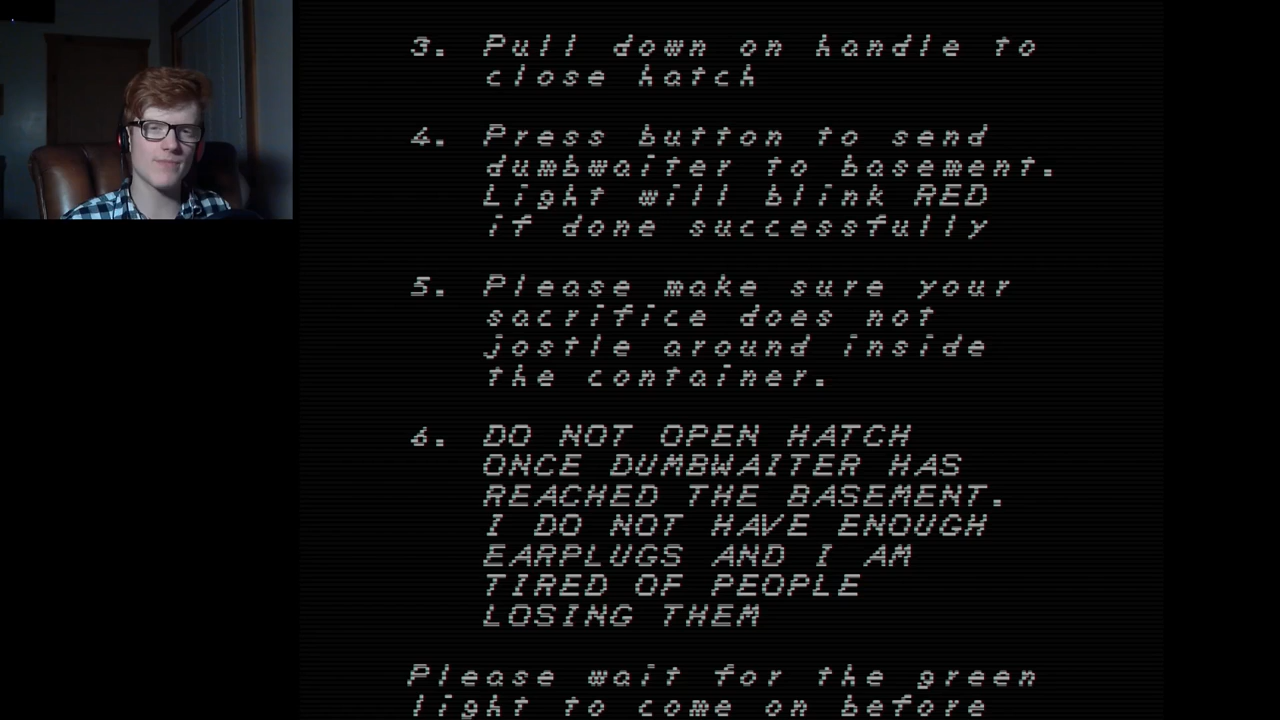 3. Pull down on handle to
close hatch
4. Press button to send
dumbwaiter to basement.
Light will blink RED
if done successfully
5. Please make sure your
sacrifice does not
jostle around inside
the container.
6. DO NOT OPEN HATCH
ONCE DUMBWAITER HAS
REACHED THE BASEMENT.
I DO NOT HAVE ENOUGH
EARPLUGS AND I AM
TIRED OF PEOPLE
LOSING THEM
Please wait for the green
light to come on before